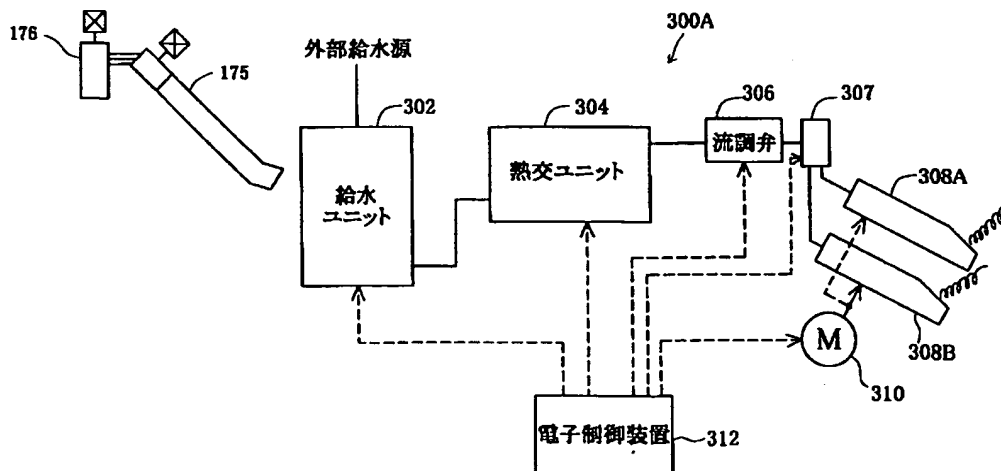 300A
176
175
外部給水源
302
304
306
307
給水
ユニット
熱交ユニット
流調弁
308A
308B
M
310
電子制御装置
312